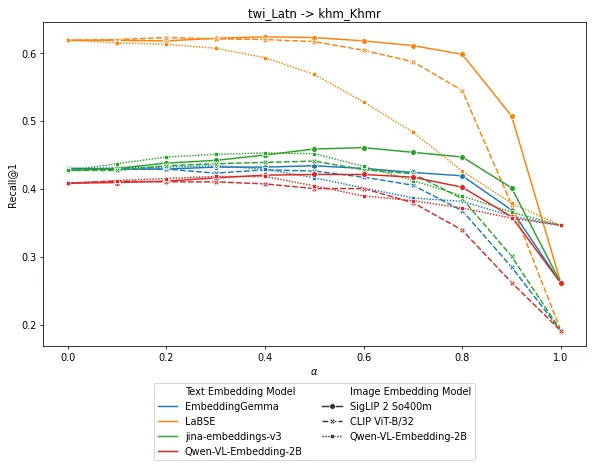 twi_Latn -> khm_Khmr
Recall@1
0.6
0.5
0.4
0.3
0.2
0.0 0.2 0.4 0.6 0.8 1.0
α
Text Embedding Model Image Embedding Model
EmbeddingGemma SigLIP 2 So400m
LaBSE CLIP ViT-B/32
jina-embeddings-v3 Qwen-VL-Embedding-2B
Qwen-VL-Embedding-2B